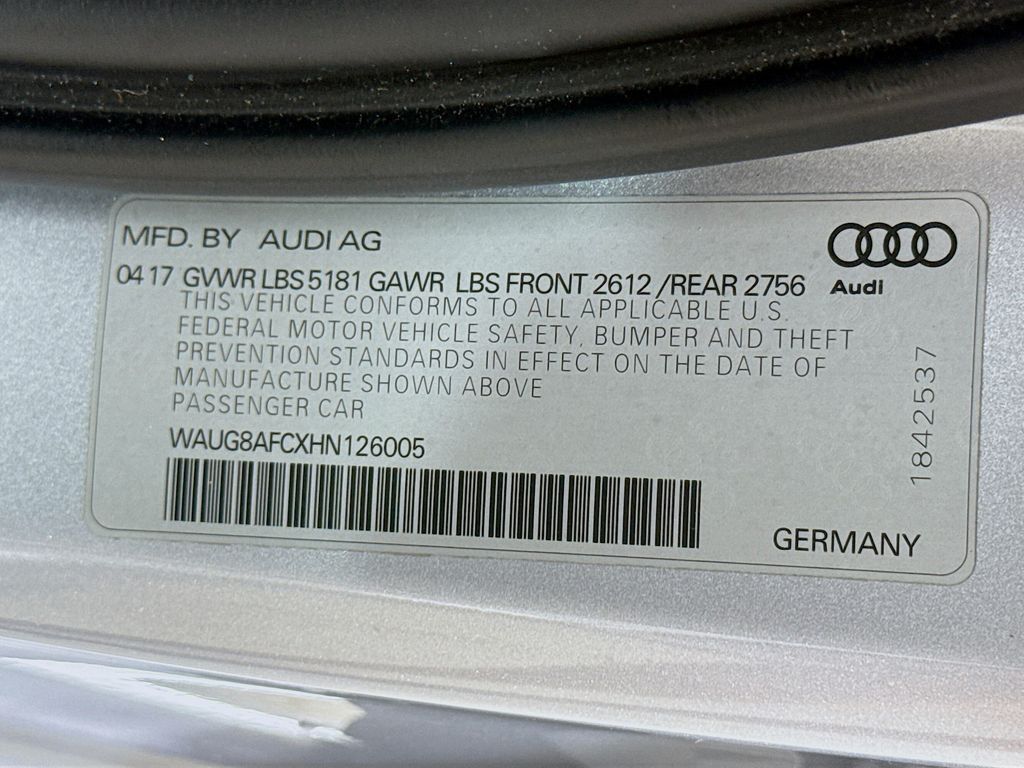 MFD. BY AUDI AG
04 17 GVWR LBS 5181 GAWR LBS FRONT 2612 /REAR 2756
Audi
THIS VEHICLE CONFORMS TO ALL APPLICABLE U.S.
FEDERAL MOTOR VEHICLE SAFETY, BUMPER AND THEFT
PREVENTION STANDARDS IN EFFECT ON THE DATE OF
MANUFACTURE SHOWN ABOVE
PASSENGER CAR
WAUG8AFCXHN126005
1842537
GERMANY